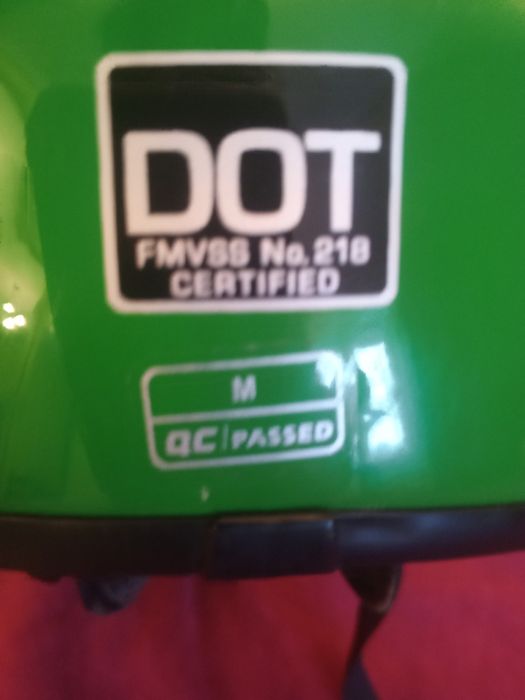 DOT
FMVSS No. 218
CERTIFIED
M
QC PASSED